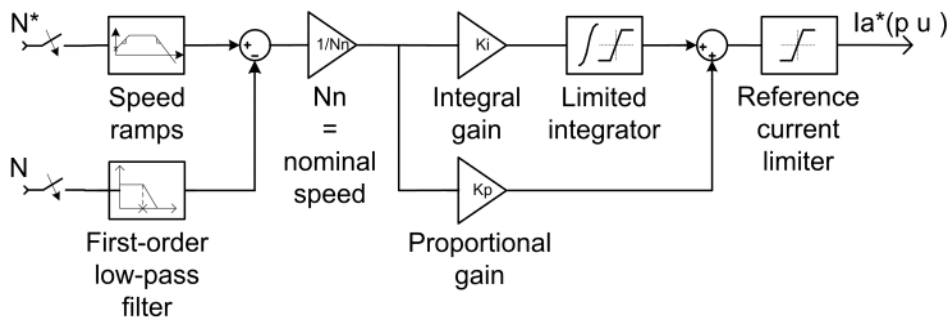 N*
Speed
ramps
+
−
1/Nn
Nn
=
nominal
speed
Ki
Integral
gain
Limited
integrator
+
+
Reference
current
limiter
Ia*(p u )
N
First-order
low-pass
filter
Kp
Proportional
gain